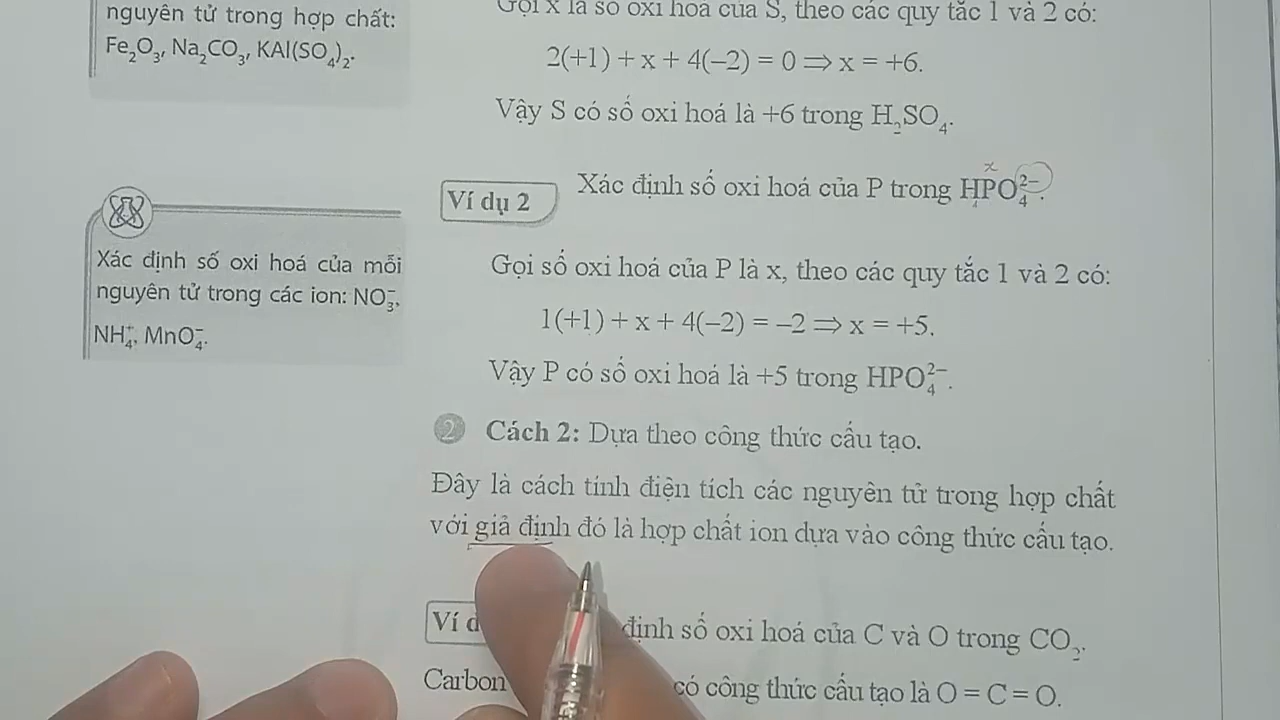 nguyên tử trong hợp chất:
Fe₂O₃, Na₂CO₃, KAl(SO₄)₂.
Xác định số oxi hoá của mỗi
nguyên tử trong các ion: NO₃⁻,
NH₄⁺, MnO₄⁻.
Gọi x là số oxi hoá của S, theo các quy tắc 1 và 2 có:
2(+1) + x + 4(–2) = 0 ⇒ x = +6.
Vậy S có số oxi hoá là +6 trong H₂SO₄.
x
Ví dụ 2 Xác định số oxi hoá của P trong HPO₄²⁻.
Gọi số oxi hoá của P là x, theo các quy tắc 1 và 2 có:
1(+1) + x + 4(–2) = –2 ⇒ x = +5.
Vậy P có số oxi hoá là +5 trong HPO₄²⁻.
2 Cách 2: Dựa theo công thức cấu tạo.
Đây là cách tính điện tích các nguyên tử trong hợp chất
với giả định đó là hợp chất ion dựa vào công thức cấu tạo.
Ví định số oxi hoá của C và O trong CO₂.
Carbon có công thức cấu tạo là O = C = O.